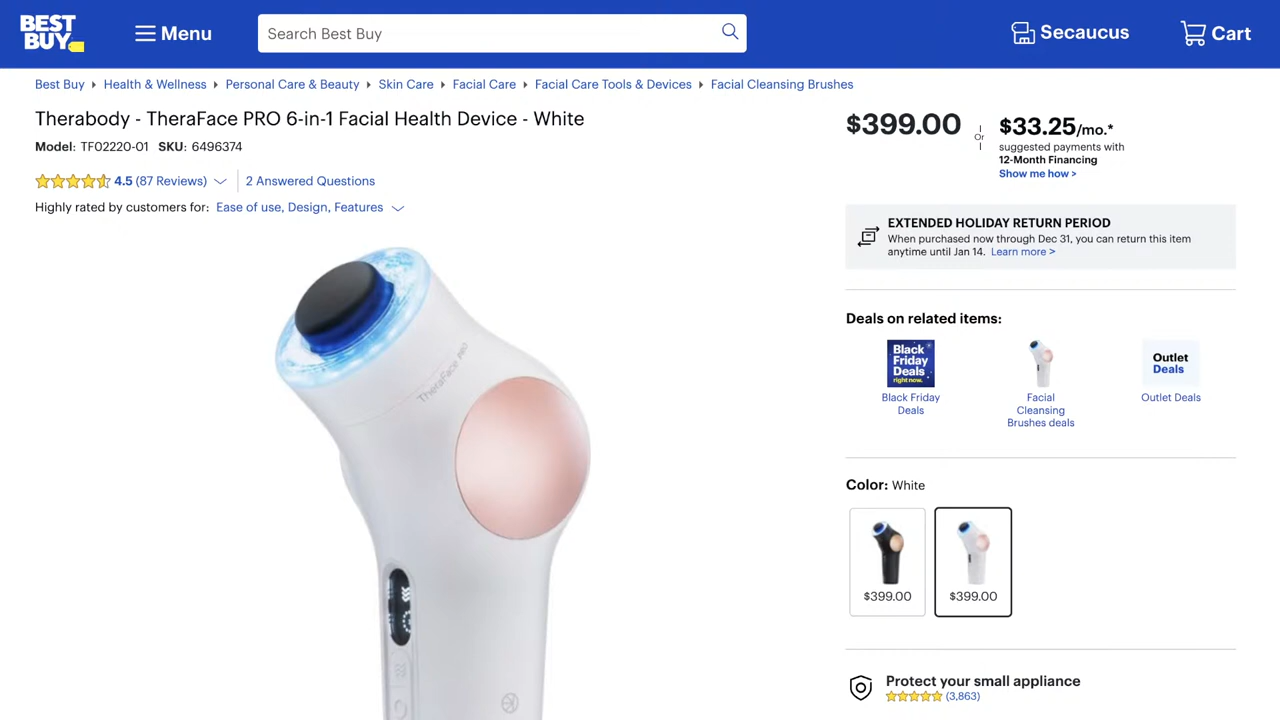 BEST
BUY
Menu
Search Best Buy
Secaucus
Cart
Best Buy
Health & Wellness
Personal Care & Beauty
Skin Care
Facial Care
Facial Care Tools & Devices
Facial Cleansing Brushes
Therabody - TheraFace PRO 6-in-1 Facial Health Device - White
Model: TF02220-01 SKU: 6496374
4.5 (87 Reviews)
2 Answered Questions
Highly rated by customers for: Ease of use, Design, Features
TheraFace PRO
$399.00
Or
$33.25/mo.*
suggested payments with
12-Month Financing
Show me how >
EXTENDED HOLIDAY RETURN PERIOD
When purchased now through Dec 31, you can return this item
anytime until Jan 14. Learn more >
Deals on related items:
Black
Friday
Deals
right now.
Black Friday
Deals
Facial
Cleansing
Brushes deals
Outlet
Deals
Outlet Deals
Color: White
$399.00
$399.00
Protect your small appliance
(3,863)